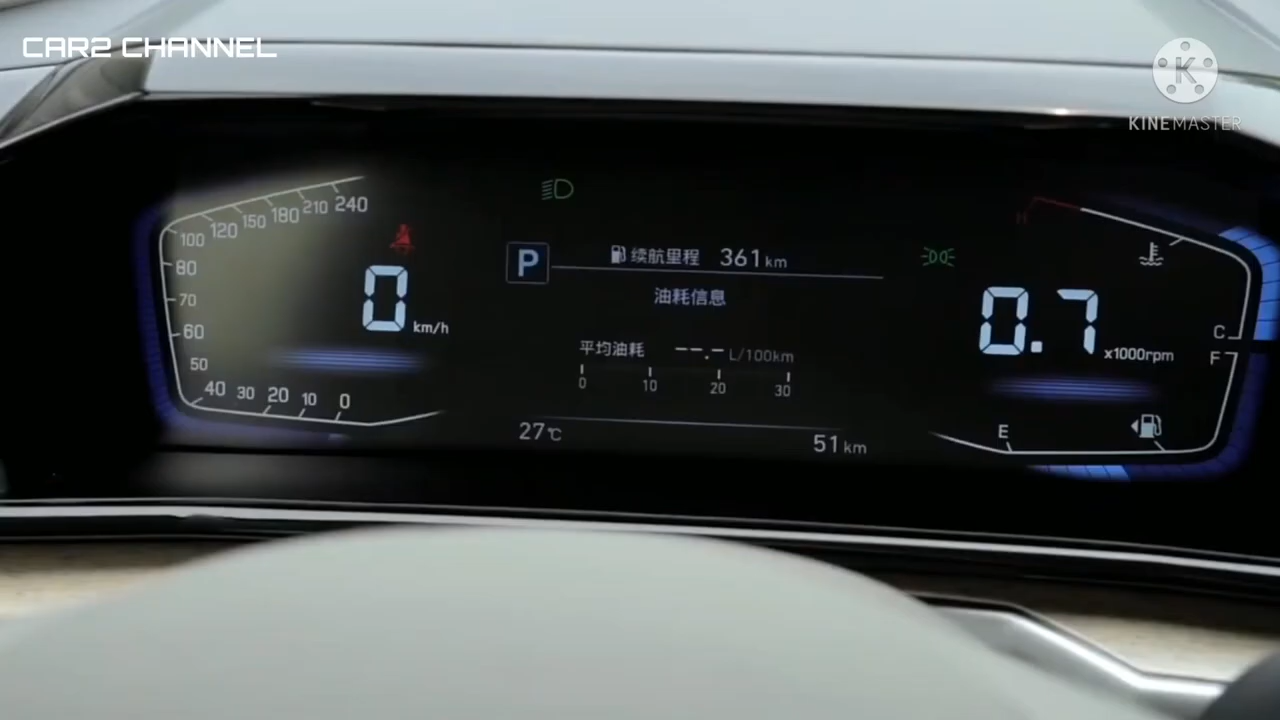 CAR2 CHANNEL
K
KINEMASTER
240
210
180
150
120
100
80
70
60
50
40 30 20 10 0
0 km/h
P
续航里程 361 km
油耗信息
平均油耗 --.- L/100km
0 10 20 30
27℃
51 km
H
0.7 x1000rpm
C
F
E